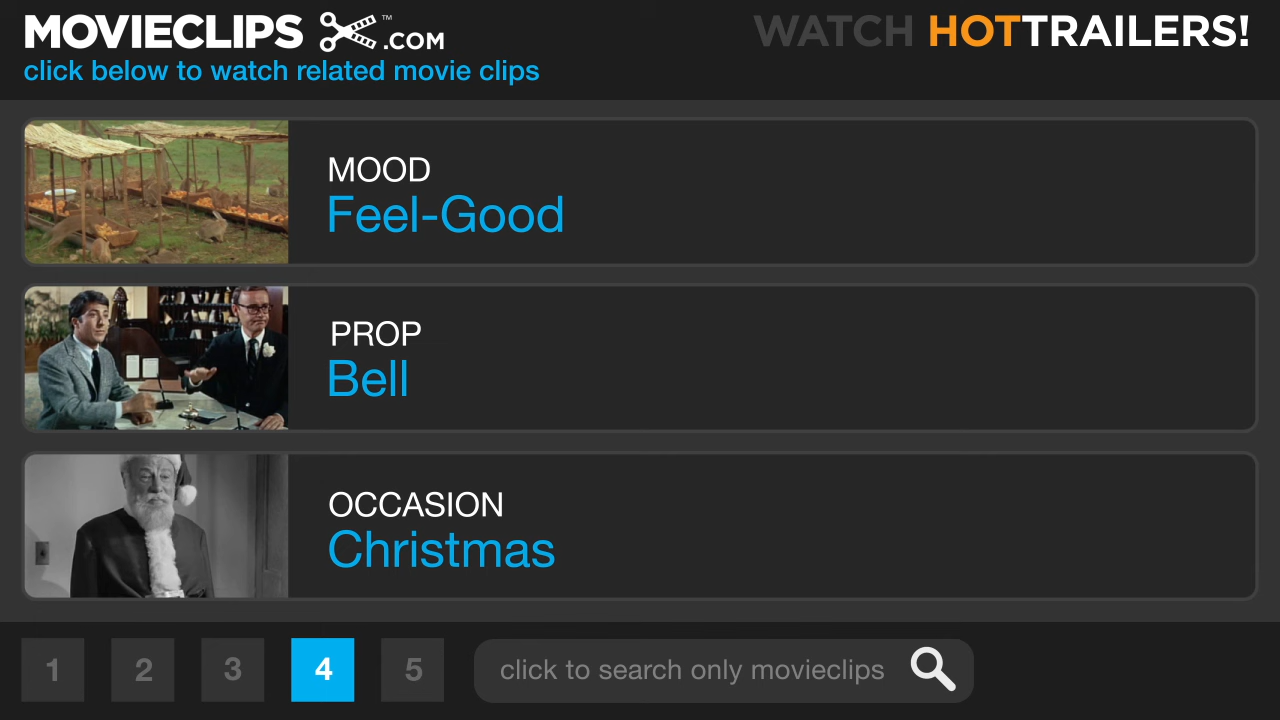 MOVIECLIPS ™ .COM
WATCH HOTTRAILERS!
click below to watch related movie clips
MOOD
Feel-Good
PROP
Bell
OCCASION
Christmas
1 2 3 4 5 click to search only movieclips